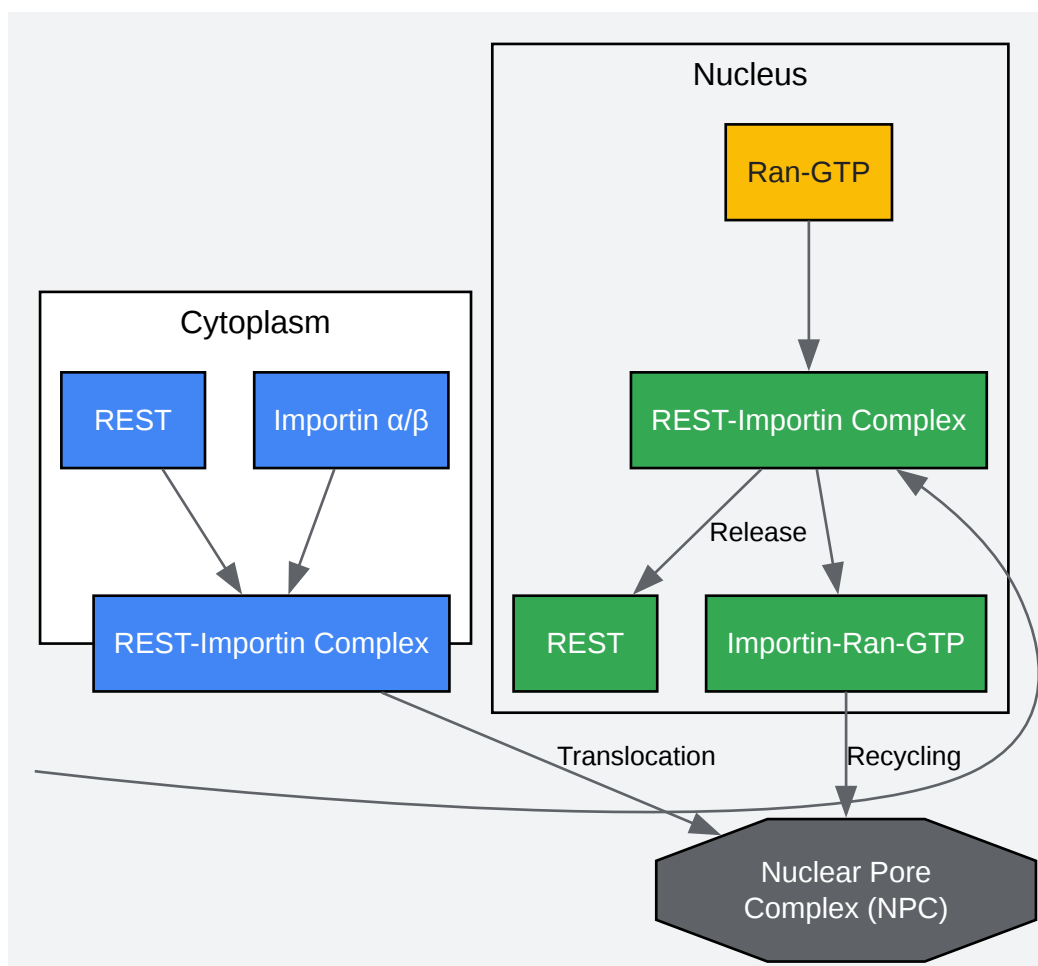 Nucleus
Ran-GTP
Cytoplasm
REST
Importin α/β
REST-Importin Complex
Release
REST-Importin Complex
REST
Importin-Ran-GTP
Translocation
Recycling
Nuclear Pore
Complex (NPC)